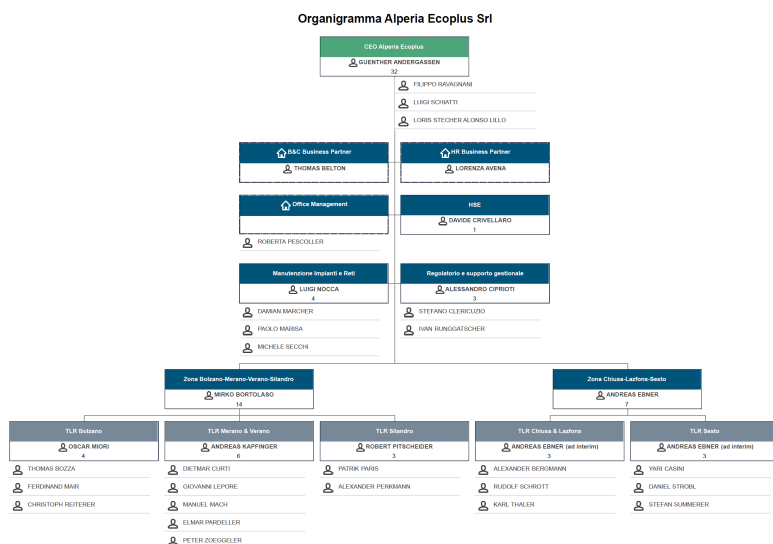 Organigramma Alperia Ecoplus Srl
CEO Alperia Ecoplus
GUENTHER ANDERGASSEN
32
FILIPPO RAVAGNANI
LUIGI SCHIATTI
LORIS STECHER ALONSO LILLO
B&C Business Partner
THOMAS BELTON
HR Business Partner
LORENZA AVENA
Office Management
ROBERTA PESCOLLER
HSE
DAVIDE CRIVELLARO
1
Manutenzione Impianti e Reti
LUIGI NOCCA
4
DAMIAN MARCHER
PAOLO MARISA
MICHELE SECCHI
Regolatorio e supporto gestionale
ALESSANDRO CIPRIOTI
3
STEFANO CLERICUZIO
IVAN RUNGGATSCHER
Zona Bolzano-Merano-Verano-Silandro
MIRKO BORTOLASO
14
Zona Chiusa-Lazfons-Sesto
ANDREAS EBNER
7
TLR Bolzano
OSCAR MIORI
4
THOMAS BOZZA
FERDINAND MAIR
CHRISTOPH REITERER
TLR Merano & Verano
ANDREAS KAPFINGER
6
DIETMAR CURTI
GIOVANNI LEPORE
MANUEL MACH
ELMAR PARDELLER
PETER ZOEGGELER
TLR Silandro
ROBERT PITSCHEIDER
3
PATRIK PARIS
ALEXANDER PERKMANN
TLR Chiusa & Lazfons
ANDREAS EBNER (ad interim)
3
ALEXANDER BERGMANN
RUDOLF SCHROTT
KARL THALER
TLR Sesto
ANDREAS EBNER (ad interim)
3
YARI CASINI
DANIEL STROBL
STEFAN SUMMERER